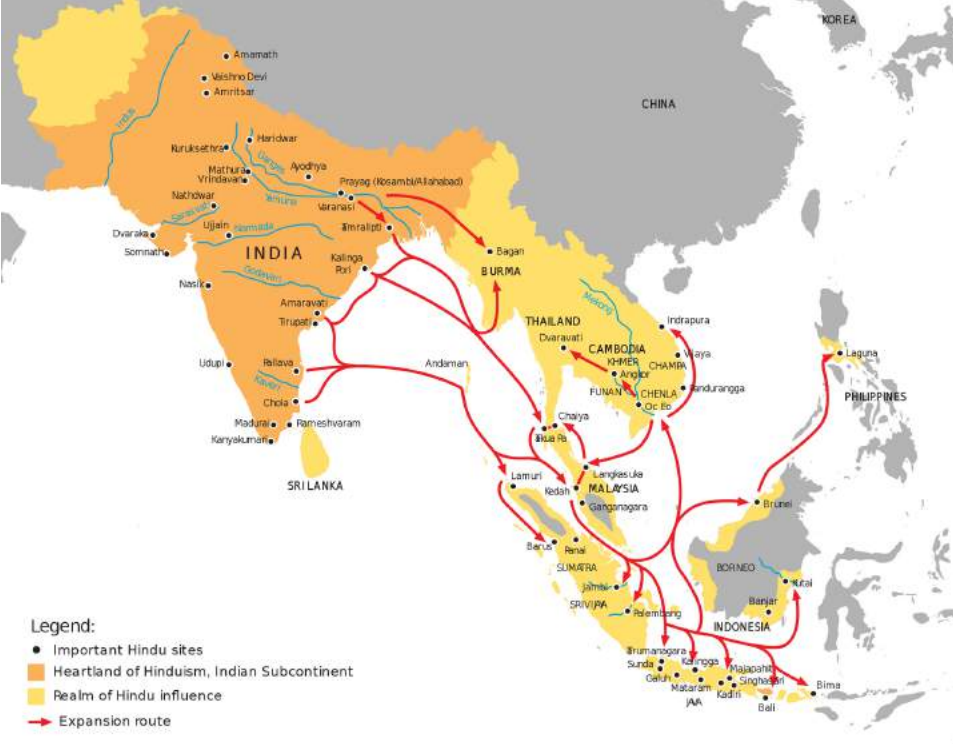 KOREA
Amarnath
Vaishno Devi
Amritsar
CHINA
Indus
Haridwar
Kuruksethra
Ganges
Ayodhya
Mathura
Vrindavan
Prayag (Kosambi/Allahabad)
Yamuna
Varanasi
Nathdwar
Sarasvati
Ujjain
Narmada
Tamralipti
Dvaraka
Somnath
INDIA
Kalinga
Pori
Bagan
BURMA
Godavari
Nasik
Mekong
Amaravati
Tirupati
THAILAND
Indrapura
Dvaravati
CAMBODIA
KHMER
Vijaya
Laguna
Udupi
Pallava
Andaman
Angkor
CHAMPA
Kaveri
FUNAN
CHENLA
Pandurangga
PHILIPPINES
Chola
Oc Eo
Madurai
Rameshvaram
Chaiya
Kanyakumari
Takua Pa
SRI LANKA
Lamuri
Langkasuka
Kedah
MALAYSIA
Brunei
Ganganagara
Barus
Panai
SUMATRA
BORNEO
Kutai
Jambi
SRIVIJAYA
Palembang
Banjar
INDONESIA
Legend:
Important Hindu sites
Heartland of Hinduism, Indian Subcontinent
Realm of Hindu influence
Expansion route
Tarumanagara
Sunda
Kalingga
Majapahit
Galuh
Singhasari
Mataram
Kadiri
JAVA
Bali
Bima